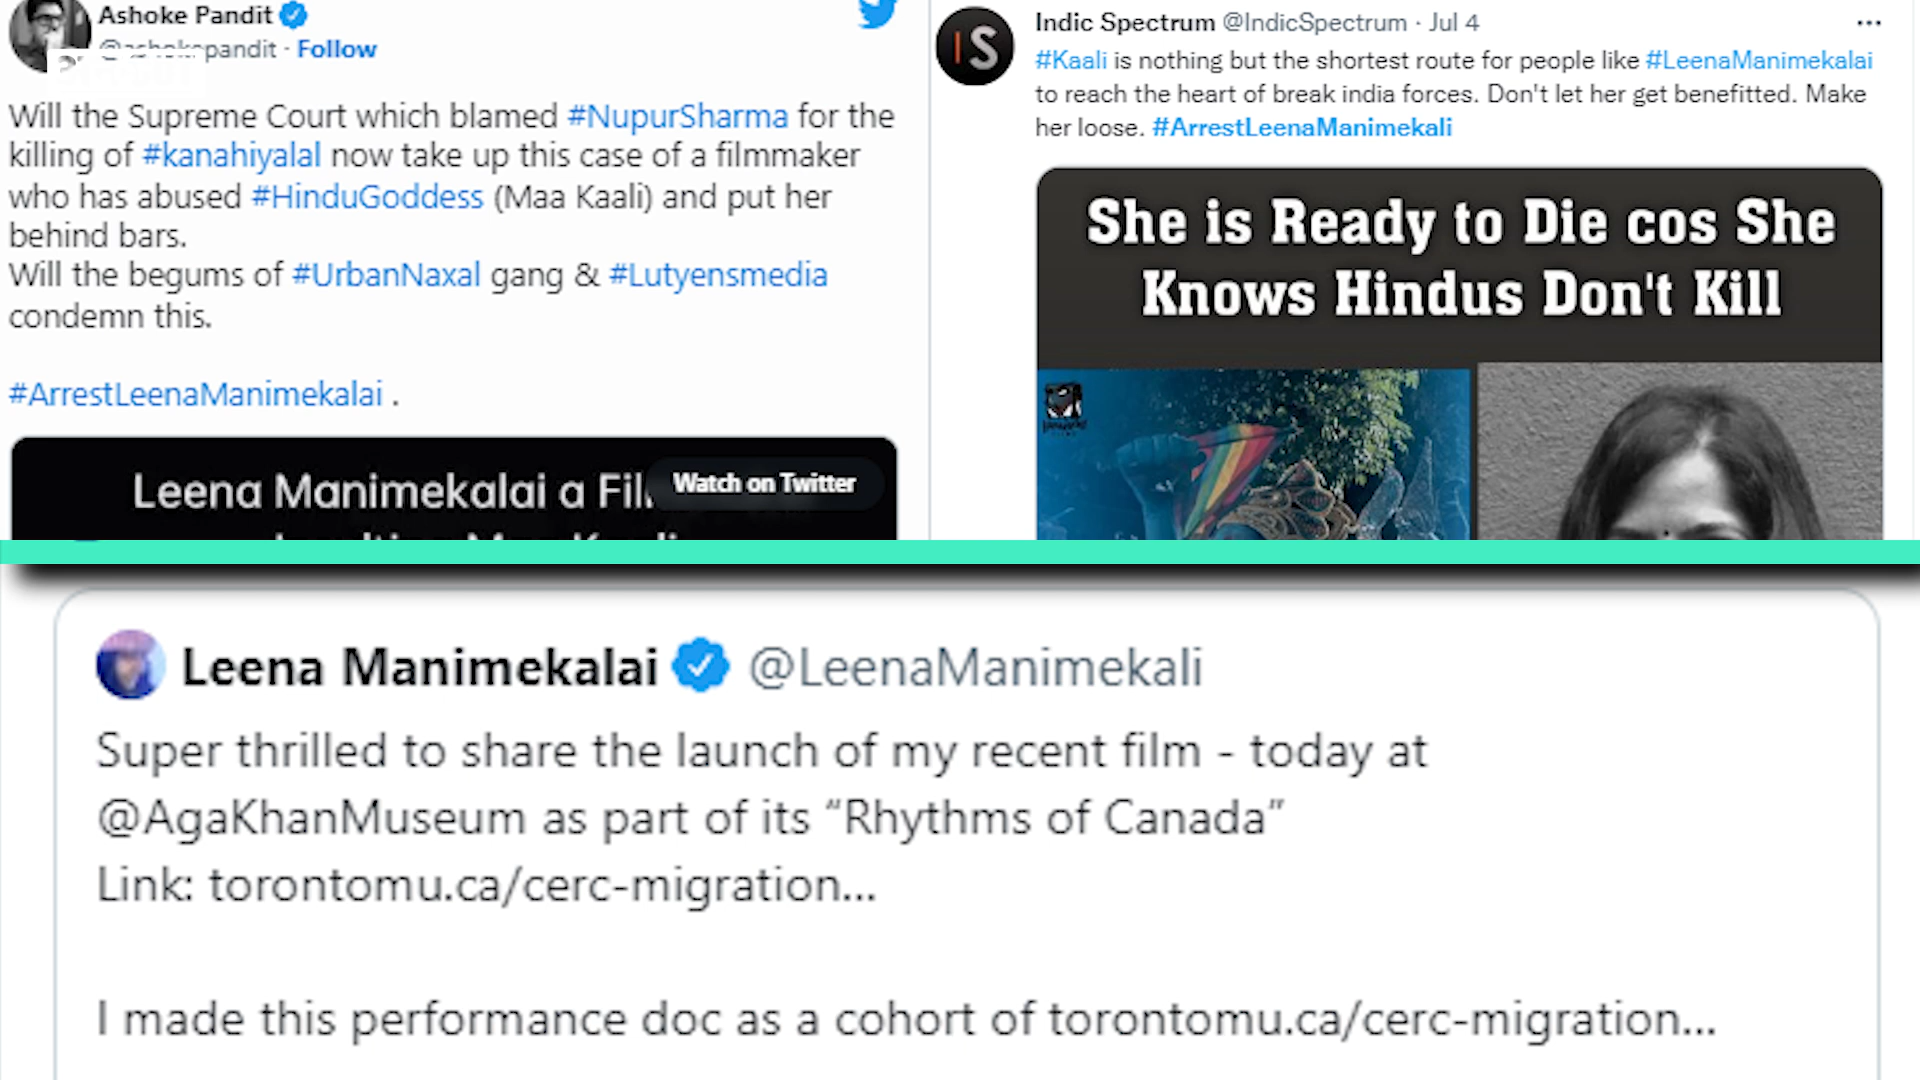 Ashoke Pandit
@ashokepandit · Follow
Will the Supreme Court which blamed #NupurSharma for the
killing of #kanahiyalal now take up this case of a filmmaker
who has abused #HinduGoddess (Maa Kaali) and put her
behind bars.
Will the begums of #UrbanNaxal gang & #Lutyensmedia
condemn this.
#ArrestLeenaManimekalai .
Leena Manimekalai a Fil
Watch on Twitter
Maa Kaali
Indic Spectrum @IndicSpectrum · Jul 4
IS
#Kaali is nothing but the shortest route for people like #LeenaManimekalai
to reach the heart of break india forces. Don't let her get benefitted. Make
her loose. #ArrestLeenaManimekali
She is Ready to Die cos She
Knows Hindus Don't Kill
Leena Manimekalai @LeenaManimekali
Super thrilled to share the launch of my recent film - today at
@AgaKhanMuseum as part of its “Rhythms of Canada”
Link: torontomu.ca/cerc-migration...
I made this performance doc as a cohort of torontomu.ca/cerc-migration...